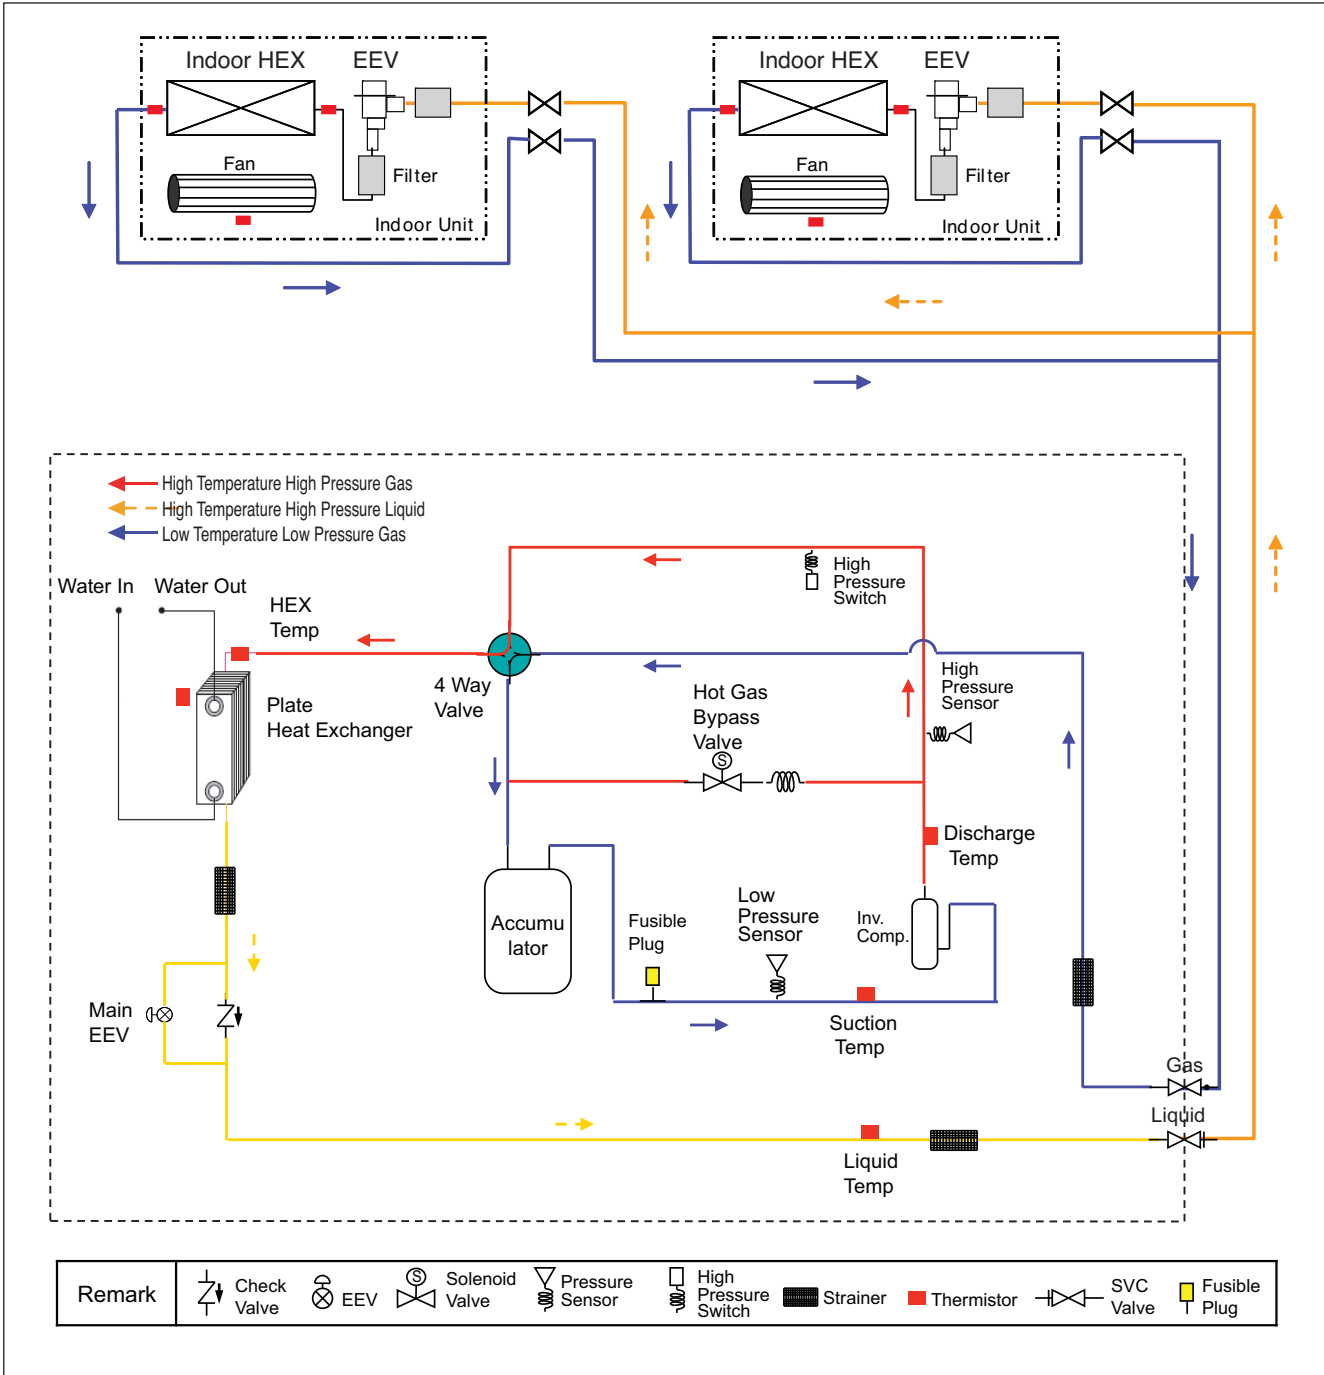 Indoor HEX
EEV
Fan
Filter
Indoor Unit
Indoor HEX
EEV
Fan
Filter
Indoor Unit
High Temperature High Pressure Gas
High Temperature High Pressure Liquid
Low Temperature Low Pressure Gas
Water In
Water Out
HEX
Temp
High
Pressure
Switch
4 Way
Valve
Plate
Heat Exchanger
Hot Gas
Bypass
Valve
S
High
Pressure
Sensor
Discharge
Temp
Accumu
lator
Fusible
Plug
Low
Pressure
Sensor
Inv.
Comp.
Suction
Temp
Main
EEV
Gas
Liquid
Liquid
Temp
Remark
Check
Valve
EEV
S
Solenoid
Valve
Pressure
Sensor
High
Pressure
Switch
Strainer
Thermistor
SVC
Valve
Fusible
Plug